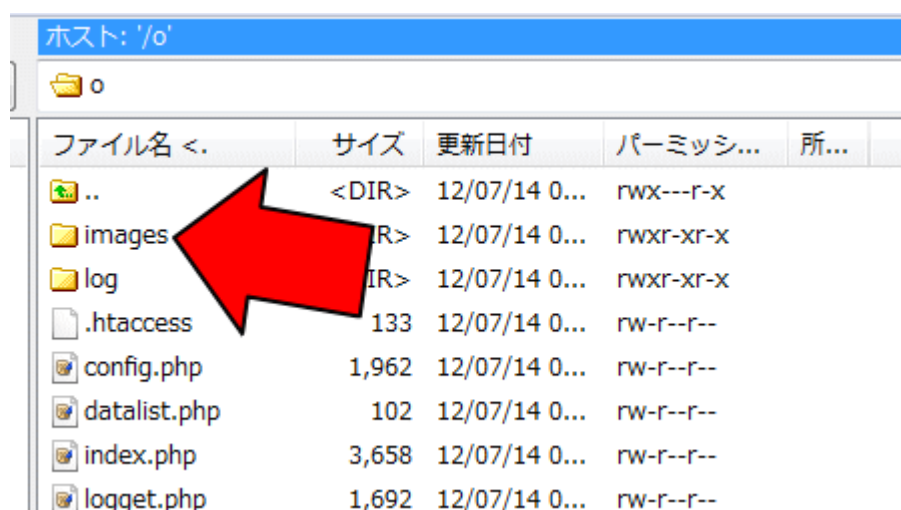 ホスト: '/o'
o
ファイル名 <. サイズ 更新日付 パーミッシ... 所...
.. <DIR> 12/07/14 0... rwx---r-x
images IR> 12/07/14 0... rwxr-xr-x
log IR> 12/07/14 0... rwxr-xr-x
.htaccess 133 12/07/14 0... rw-r--r--
config.php 1,962 12/07/14 0... rw-r--r--
datalist.php 102 12/07/14 0... rw-r--r--
index.php 3,658 12/07/14 0... rw-r--r--
logget.php 1,692 12/07/14 0... rw-r--r--